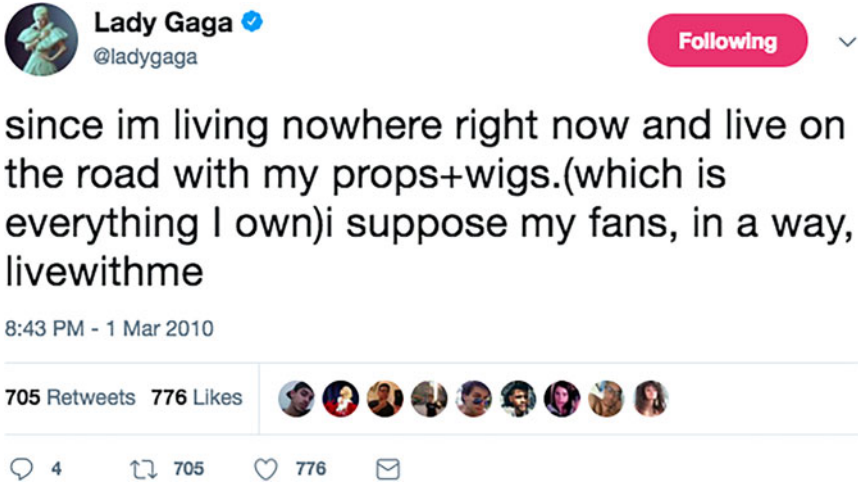 Lady Gaga
@ladygaga
Following
since im living nowhere right now and live on
the road with my props+wigs.(which is
everything I own)i suppose my fans, in a way,
livewithme
8:43 PM - 1 Mar 2010
705 Retweets 776 Likes
4 705 776